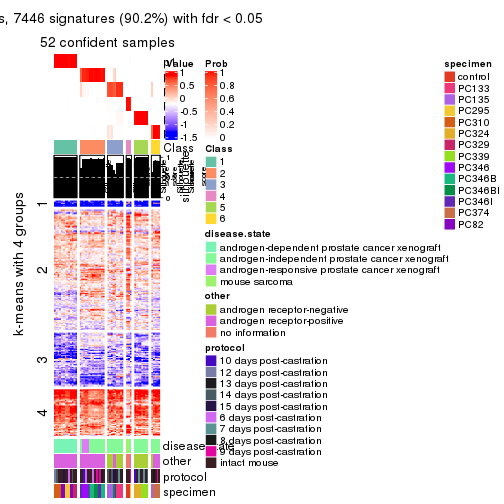 s, 7446 signatures (90.2%) with fdr < 0.05
52 confident samples
Value
1
0.5
0
-0.5
-1
-1.5
Prob
1
0.8
0.6
0.4
0.2
0
Class
Class
1
2
3
4
5
6
k-means with 4 groups
1
2
3
4
disease.state
androgen-dependent prostate cancer xenograft
androgen-independent prostate cancer xenograft
androgen-responsive prostate cancer xenograft
mouse sarcoma
other
androgen receptor-negative
androgen receptor-positive
no information
protocol
10 days post-castration
12 days post-castration
13 days post-castration
14 days post-castration
15 days post-castration
6 days post-castration
7 days post-castration
8 days post-castration
9 days post-castration
intact mouse
other
protocol
specimen
specimen
control
PC133
PC135
PC295
PC310
PC324
PC329
PC339
PC346
PC346B
PC346BI
PC346I
PC374
PC82